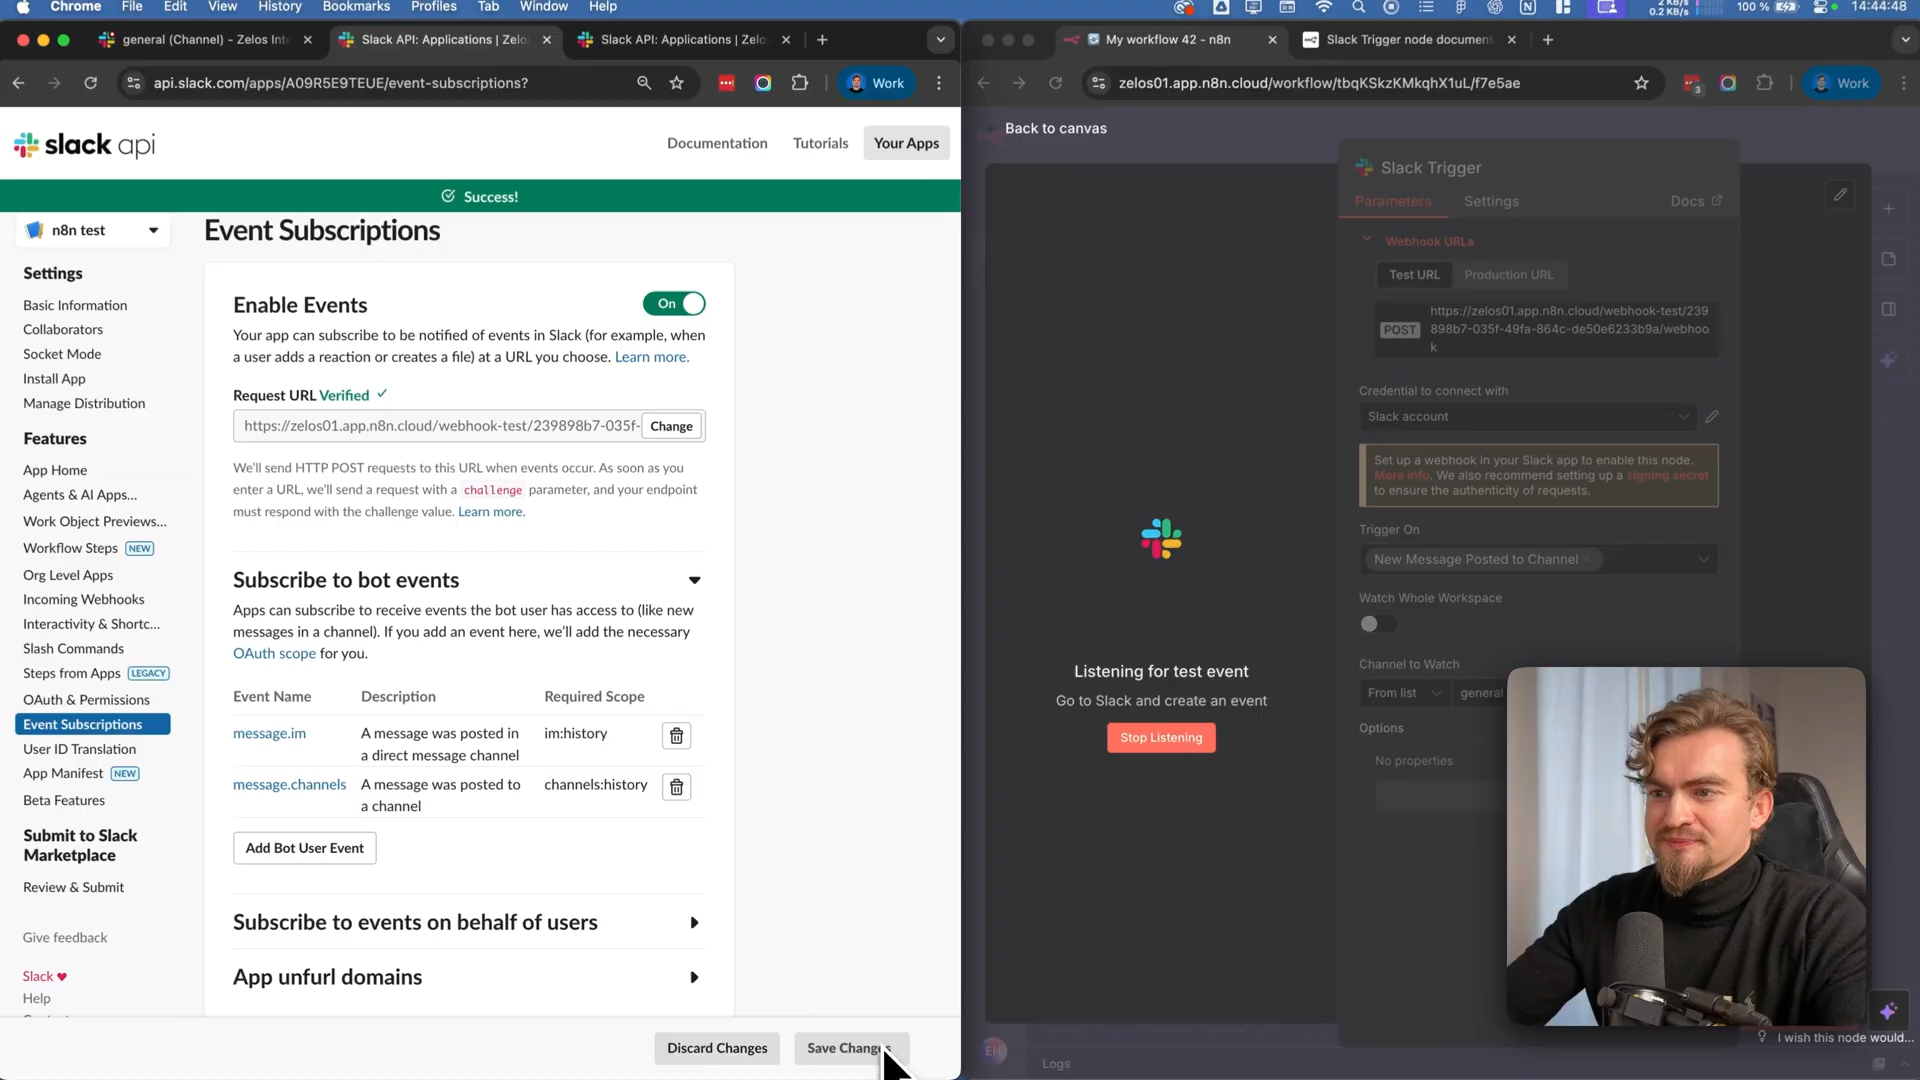 Chrome File Edit View History Bookmarks Profiles Tab Window Help
2 KB/s
0.2 KB/s
100 %
14:44:48
general (Channel) - Zelos Inte
Slack API: Applications | Zelo
Slack API: Applications | Zelo
api.slack.com/apps/A09R5E9TEUE/event-subscriptions?
Work
slack api
Documentation
Tutorials
Your Apps
Success!
n8n test
Settings
Basic Information
Collaborators
Socket Mode
Install App
Manage Distribution
Features
App Home
Agents & AI Apps...
Work Object Previews...
Workflow Steps NEW
Org Level Apps
Incoming Webhooks
Interactivity & Shortc...
Slash Commands
Steps from Apps LEGACY
OAuth & Permissions
Event Subscriptions
User ID Translation
App Manifest NEW
Beta Features
Submit to Slack
Marketplace
Review & Submit
Give feedback
Slack
Help
Event Subscriptions
Enable Events
On
Your app can subscribe to be notified of events in Slack (for example, when
a user adds a reaction or creates a file) at a URL you choose. Learn more.
Request URL Verified
https://zelos01.app.n8n.cloud/webhook-test/239898b7-035f-
Change
We'll send HTTP POST requests to this URL when events occur. As soon as you
enter a URL, we'll send a request with a challenge parameter, and your endpoint
must respond with the challenge value. Learn more.
Subscribe to bot events
Apps can subscribe to receive events the bot user has access to (like new
messages in a channel). If you add an event here, we'll add the necessary
OAuth scope for you.
Event Name Description Required Scope
message.im A message was posted in im:history
a direct message channel
message.channels A message was posted to channels:history
a channel
Add Bot User Event
Subscribe to events on behalf of users
App unfurl domains
Discard Changes
Save Changes
My workflow 42 - n8n
Slack Trigger node document
zelos01.app.n8n.cloud/workflow/tbqKSkzKMkqhX1uL/f7e5ae
3
Work
Back to canvas
Listening for test event
Go to Slack and create an event
Stop Listening
Slack Trigger
Parameters
Settings
Docs
Webhook URLs
Test URL
Production URL
POST
https://zelos01.app.n8n.cloud/webhook-test/239
898b7-035f-49fa-864c-de50e6233b9a/webhoo
k
Credential to connect with
Slack account
Set up a webhook in your Slack app to enable this node.
More info. We also recommend setting up a signing secret
to ensure the authenticity of requests.
Trigger On
New Message Posted to Channel
Watch Whole Workspace
Channel to Watch
From list
general
Options
No properties
I wish this node would...
EH
Logs